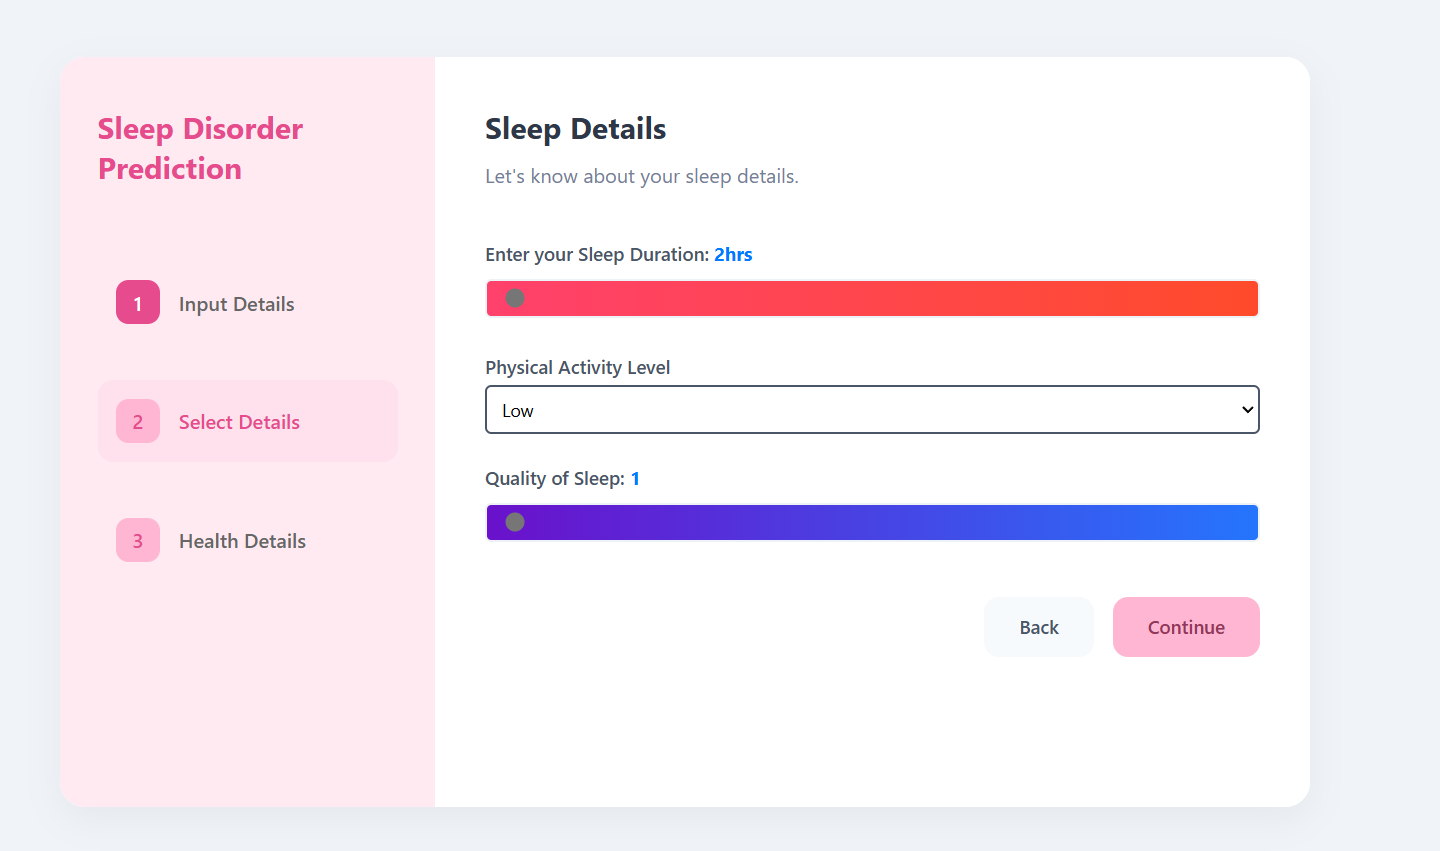 Sleep Disorder
Prediction
1 Input Details
2 Select Details
3 Health Details
Sleep Details
Let's know about your sleep details.
Enter your Sleep Duration: 2hrs
Physical Activity Level
Low
Quality of Sleep: 1
Back
Continue